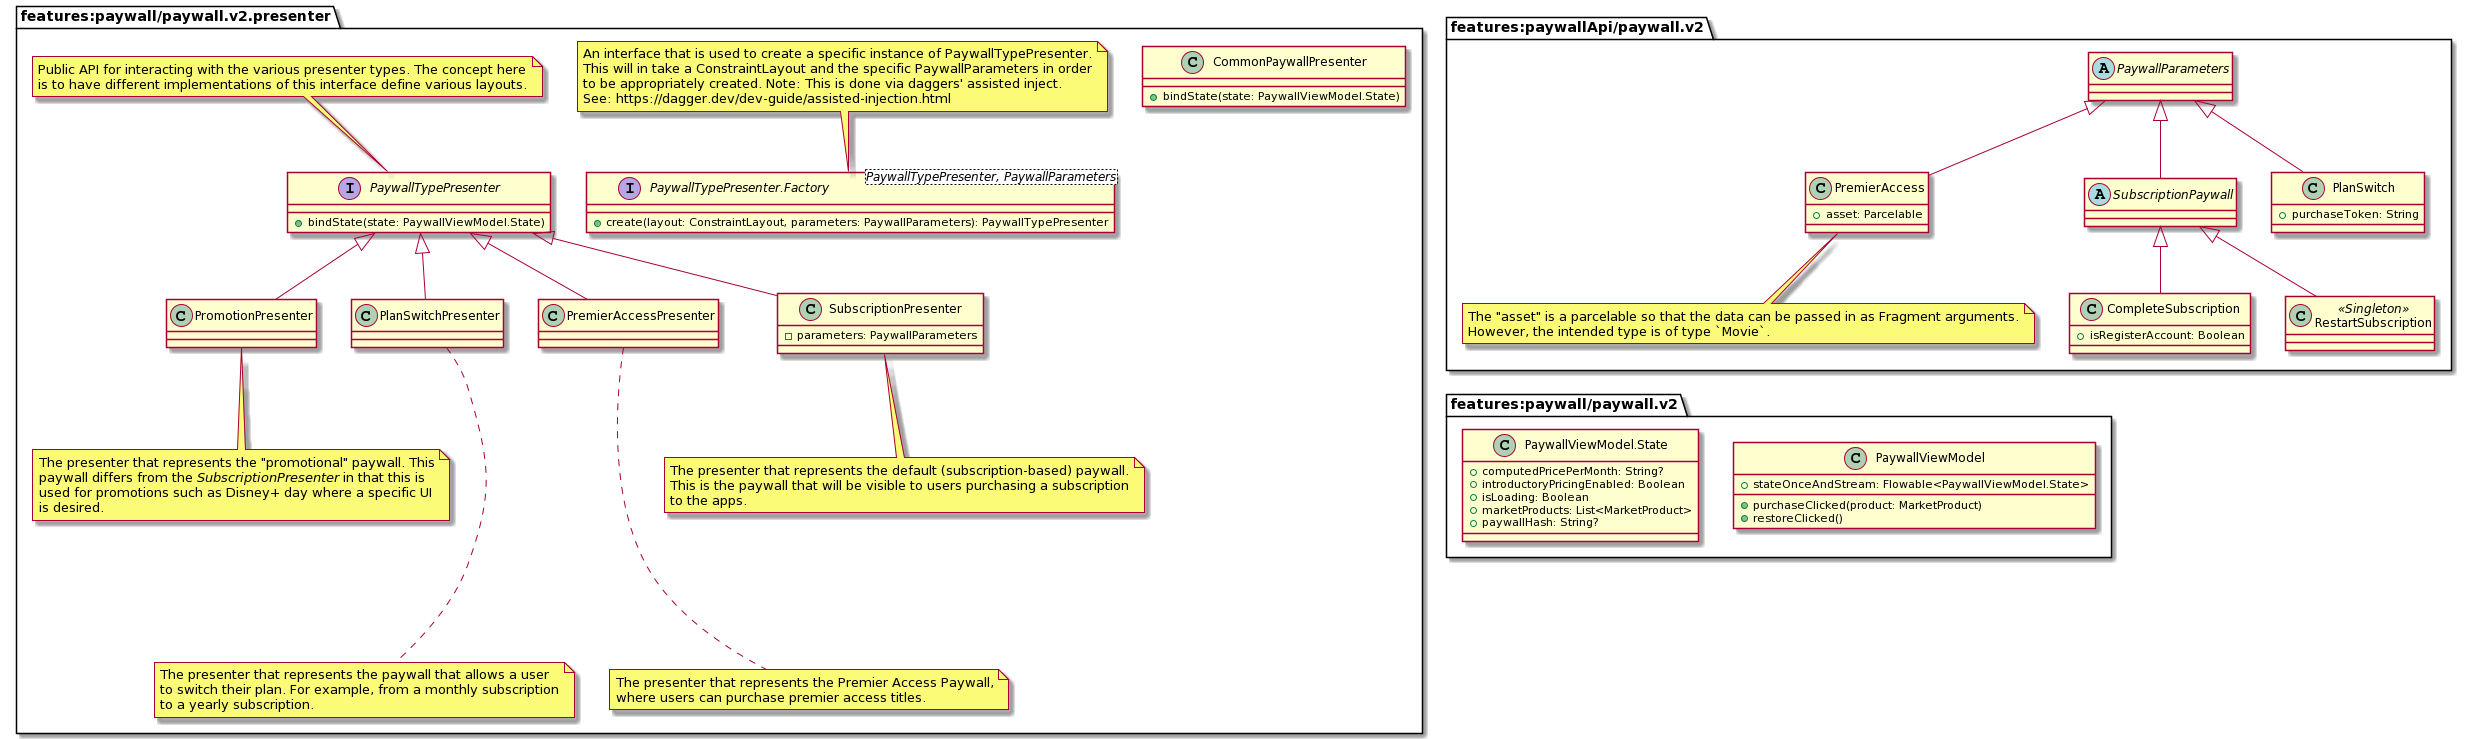 features:paywall/paywall.v2.presenter
Public API for interacting with the various presenter types. The concept here
is to have different implementations of this interface define various layouts.
An interface that is used to create a specific instance of PaywallTypePresenter.
This will in take a ConstraintLayout and the specific PaywallParameters in order
to be appropriately created. Note: This is done via daggers' assisted inject.
See: https://dagger.dev/dev-guide/assisted-injection.html
C CommonPaywallPresenter
bindState(state: PaywallViewModel.State)
I PaywallTypePresenter
bindState(state: PaywallViewModel.State)
I PaywallTypePresenter.Factory
PaywallTypePresenter, PaywallParameters
create(layout: ConstraintLayout, parameters: PaywallParameters): PaywallTypePresenter
C PromotionPresenter
C PlanSwitchPresenter
C PremierAccessPresenter
C SubscriptionPresenter
parameters: PaywallParameters
The presenter that represents the "promotional" paywall. This
paywall differs from the SubscriptionPresenter in that this is
used for promotions such as Disney+ day where a specific UI
is desired.
The presenter that represents the default (subscription-based) paywall.
This is the paywall that will be visible to users purchasing a subscription
to the apps.
The presenter that represents the paywall that allows a user
to switch their plan. For example, from a monthly subscription
to a yearly subscription.
The presenter that represents the Premier Access Paywall,
where users can purchase premier access titles.
features:paywallApi/paywall.v2
A PaywallParameters
C PremierAccess
asset: Parcelable
A SubscriptionPaywall
C PlanSwitch
purchaseToken: String
The "asset" is a parcelable so that the data can be passed in as Fragment arguments.
However, the intended type is of type `Movie`.
C CompleteSubscription
isRegisterAccount: Boolean
C «Singleton»
RestartSubscription
features:paywall/paywall.v2
C PaywallViewModel.State
computedPricePerMonth: String?
introductoryPricingEnabled: Boolean
isLoading: Boolean
marketProducts: List<MarketProduct>
paywallHash: String?
C PaywallViewModel
stateOnceAndStream: Flowable<PaywallViewModel.State>
purchaseClicked(product: MarketProduct)
restoreClicked()